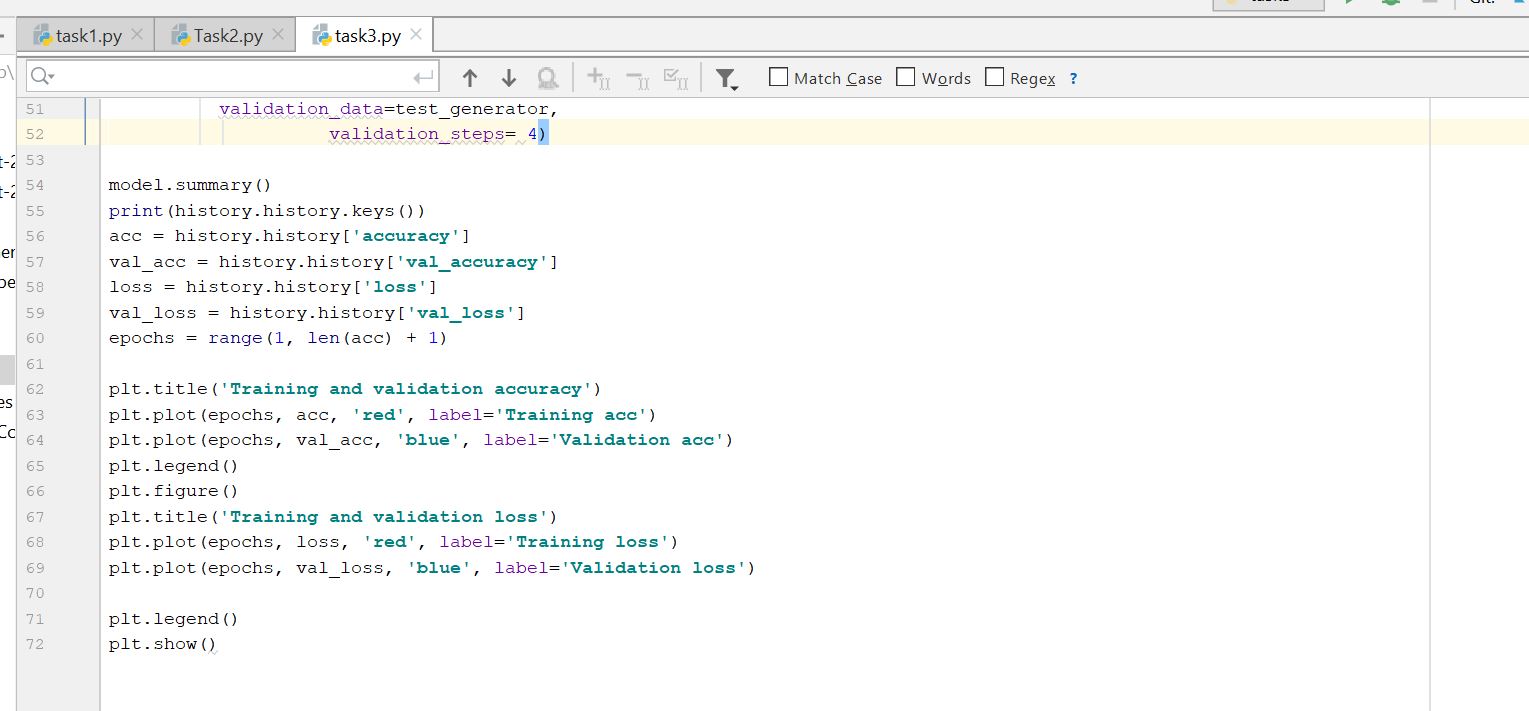 task1.py
Task2.py
task3.py
Match Case
Words
Regex
?
51 validation_data=test_generator,
52 validation_steps= 4)
53
54 model.summary()
55 print(history.history.keys())
56 acc = history.history['accuracy']
57 val_acc = history.history['val_accuracy']
58 loss = history.history['loss']
59 val_loss = history.history['val_loss']
60 epochs = range(1, len(acc) + 1)
61
62 plt.title('Training and validation accuracy')
63 plt.plot(epochs, acc, 'red', label='Training acc')
64 plt.plot(epochs, val_acc, 'blue', label='Validation acc')
65 plt.legend()
66 plt.figure()
67 plt.title('Training and validation loss')
68 plt.plot(epochs, loss, 'red', label='Training loss')
69 plt.plot(epochs, val_loss, 'blue', label='Validation loss')
70
71 plt.legend()
72 plt.show()